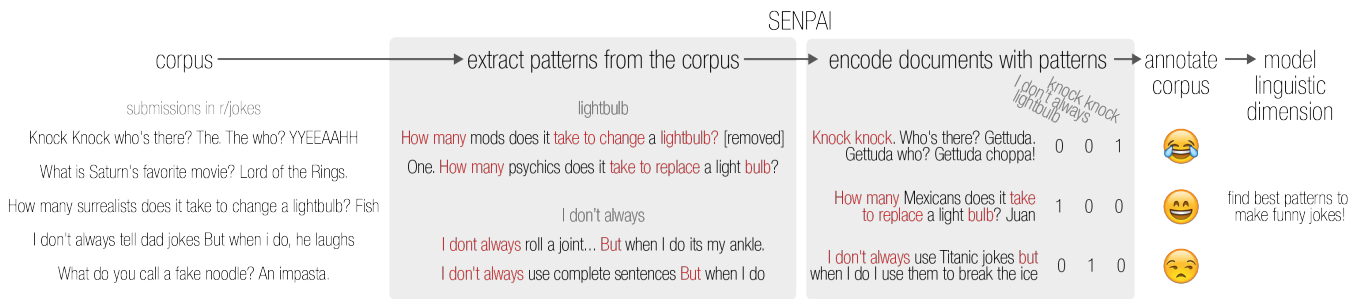 SENPAI
corpus
extract patterns from the corpus
encode documents with patterns
annotate
corpus
model
linguistic
dimension
submissions in r/jokes
Knock Knock who's there? The. The who? YYEEAAHH
What is Saturn's favorite movie? Lord of the Rings.
How many surrealists does it take to change a lightbulb? Fish
I don't always tell dad jokes But when i do, he laughs
What do you call a fake noodle? An impasta.
lightbulb
How many mods does it take to change a lightbulb? [removed]
One. How many psychics does it take to replace a light bulb?
I don't always
I dont always roll a joint... But when I do its my ankle.
I don't always use complete sentences But when I do
lightbulb
I don't always
knock knock
Knock knock. Who's there? Gettuda.
Gettuda who? Gettuda choppa!
0 0 1
How many Mexicans does it take
to replace a light bulb? Juan
1 0 0
I don't always use Titanic jokes but
when I do I use them to break the ice
0 1 0
find best patterns to
make funny jokes!